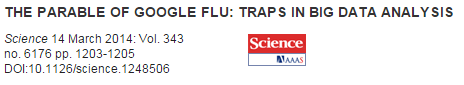 THE PARABLE OF GOOGLE FLU: TRAPS IN BIG DATA ANALYSIS
Science 14 March 2014: Vol. 343
no. 6176 pp. 1203-1205
DOI:10.1126/science.1248506
Science
AAAS